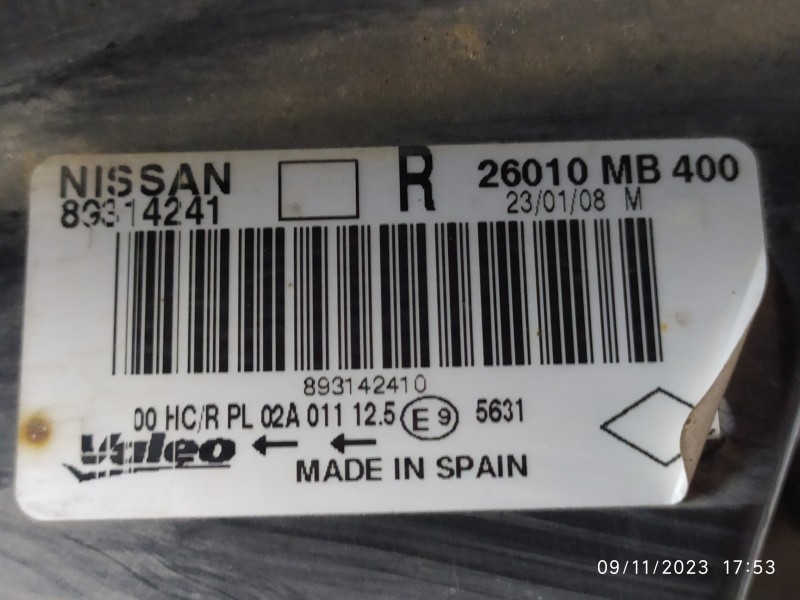 NISSAN R 26010 MB 400
89314241 23/01/08 M
893142410
00 HC/R PL 02A 011 12.5 E9 5631
Valeo ← ←
MADE IN SPAIN
09/11/2023 17:53